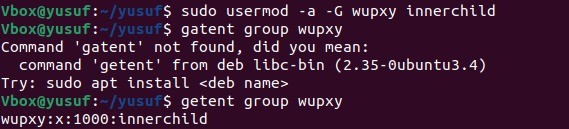 Vbox@yusuf:~/yusuf$ sudo usermod -a -G wupxy innerchild
Vbox@yusuf:~/yusuf$ gatent group wupxy
Command 'gatent' not found, did you mean:
  command 'getent' from deb libc-bin (2.35-0ubuntu3.4)
Try: sudo apt install <deb name>
Vbox@yusuf:~/yusuf$ getent group wupxy
wupxy:x:1000:innerchild